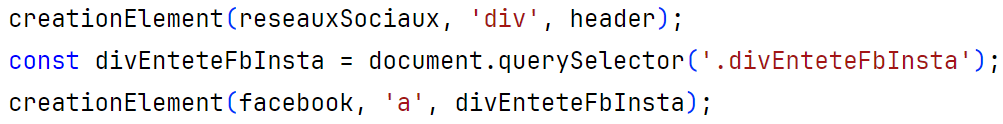 creationElement(reseauxSociaux, 'div', header);
const divEnteteFbInsta = document.querySelector('.divEnteteFbInsta');
creationElement(facebook, 'a', divEnteteFbInsta);